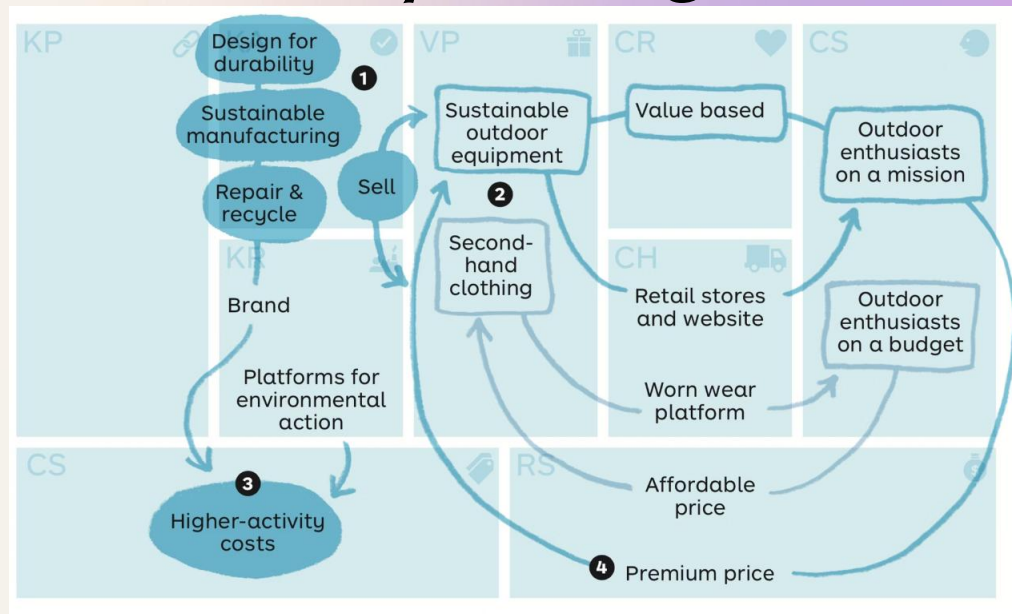 KP
Design for
durability
1
Sustainable
manufacturing
Repair &
recycle
Sell
KR
Brand
Platforms for
environmental
action
VP
Sustainable
outdoor
equipment
2
Second-
hand
clothing
CR
Value based
CH
Retail stores
and website
Worn wear
platform
CS
Outdoor
enthusiasts
on a mission
Outdoor
enthusiasts
on a budget
CS
3
Higher-activity
costs
RS
Affordable
price
4
Premium price